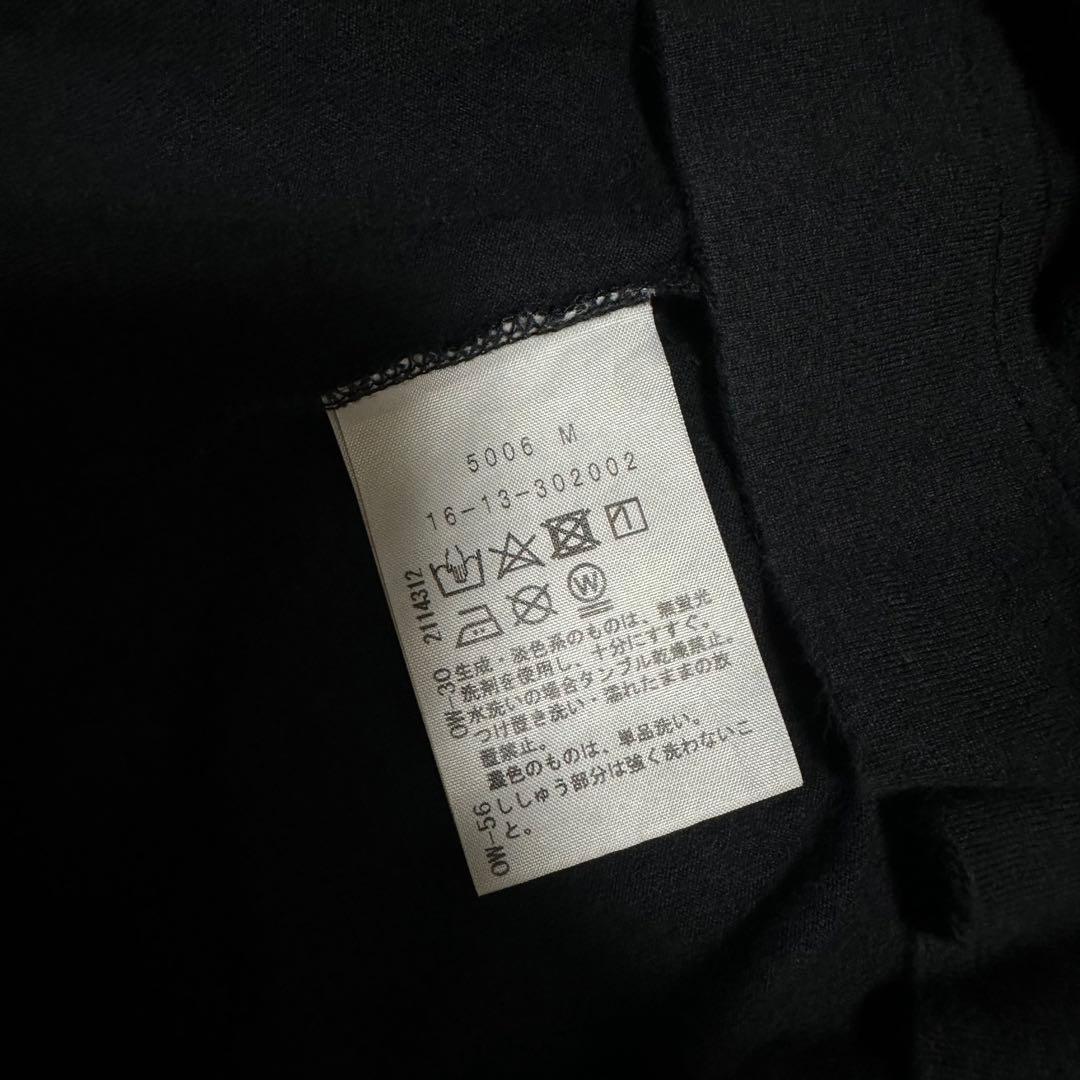 5006 M
16-13-302002
2114312
W
OW-30
生成・淡色系のものは、無蛍光
洗剤を使用し、十分にすすぐ。
水洗いの場合タンブル乾燥禁止。
つけ置き洗い・濡れたままの放
置禁止。
濃色のものは、単品洗い。
OW-56
ししゅう部分は強く洗わないこ
と。